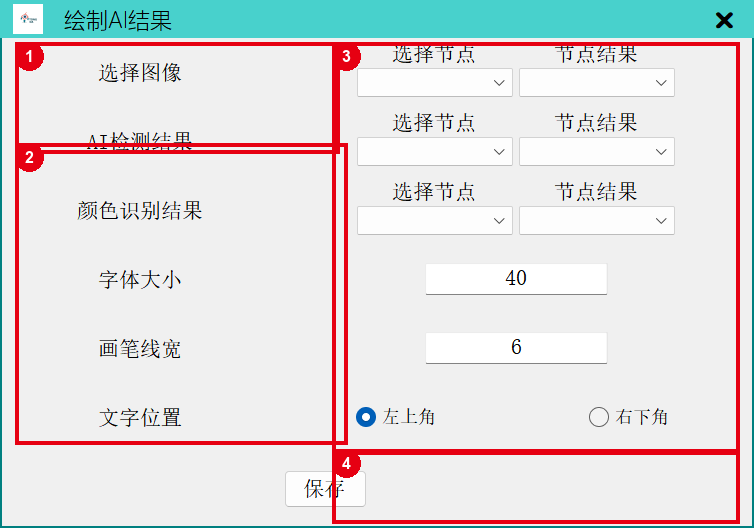 绘制AI结果
1
3
选择节点 节点结果
选择图像
选择节点 节点结果
AI检测结果
2
选择节点 节点结果
颜色识别结果
字体大小 40
画笔线宽 6
文字位置 左上角 右下角
4
保存